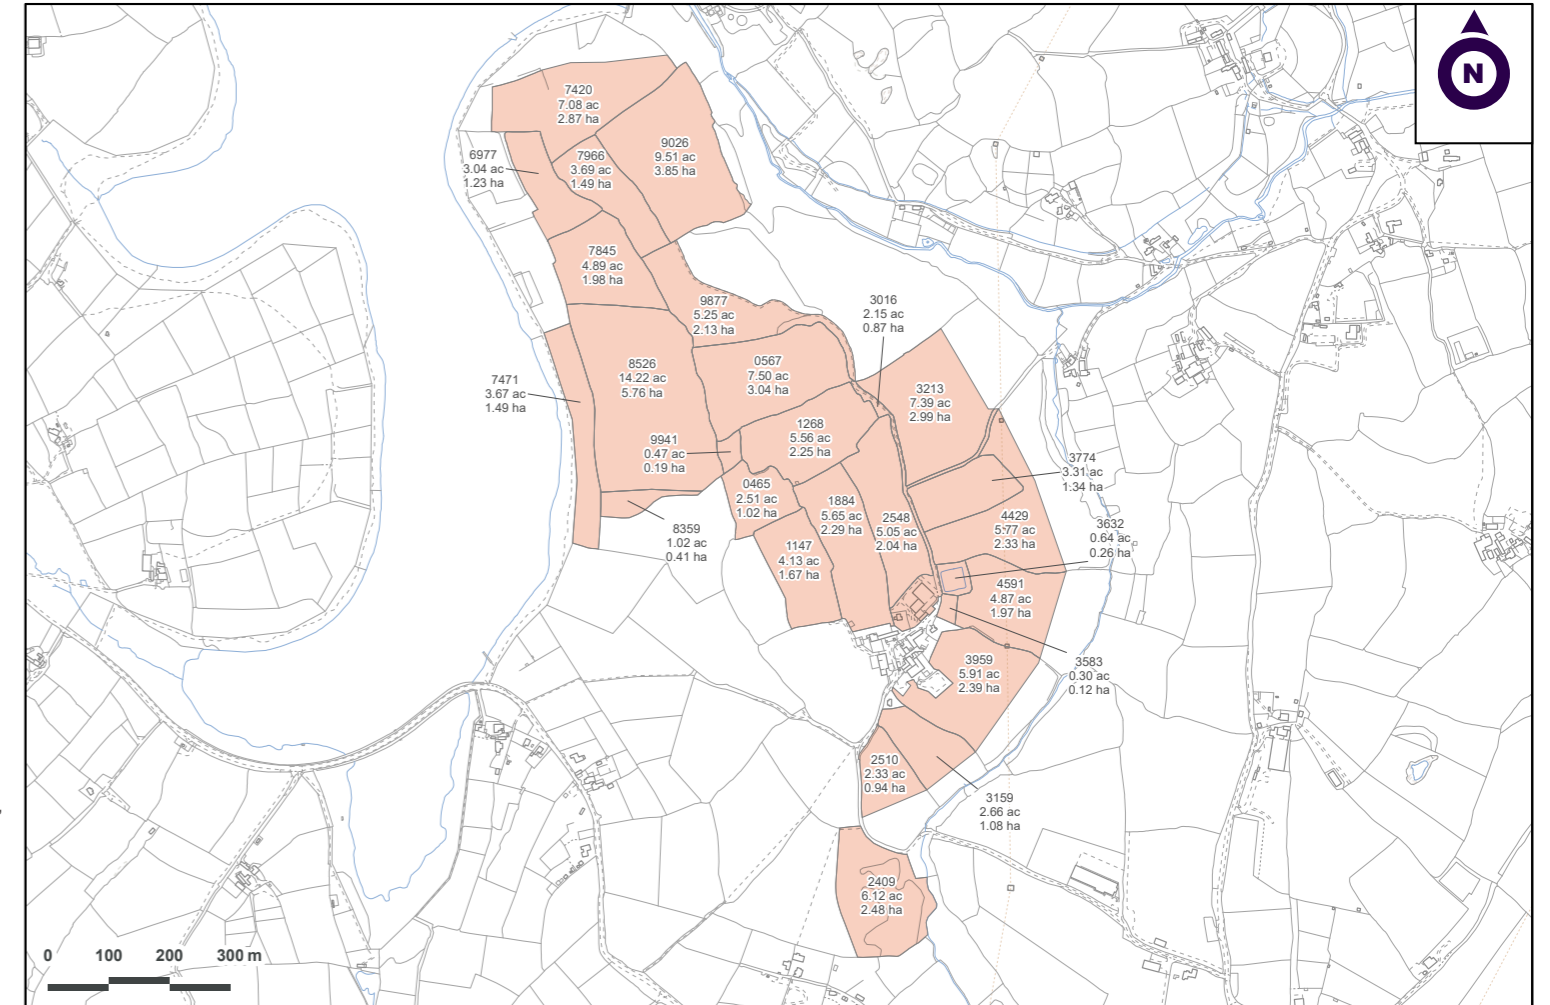 N
7420
7.08 ac
2.87 ha
9026
9.51 ac
3.85 ha
6977
3.04 ac
1.23 ha
7966
3.69 ac
1.49 ha
7845
4.89 ac
1.98 ha
9877
5.25 ac
2.13 ha
3016
2.15 ac
0.87 ha
8526
14.22 ac
5.76 ha
0567
7.50 ac
3.04 ha
7471
3.67 ac
1.49 ha
3213
7.39 ac
2.99 ha
1268
5.56 ac
2.25 ha
9941
0.47 ac
0.19 ha
3774
3.31 ac
1.34 ha
0465
2.51 ac
1.02 ha
1884
5.65 ac
2.29 ha
2548
5.05 ac
2.04 ha
4429
5.77 ac
2.33 ha
8359
1.02 ac
0.41 ha
3632
0.64 ac
0.26 ha
1147
4.13 ac
1.67 ha
4591
4.87 ac
1.97 ha
3959
5.91 ac
2.39 ha
3583
0.30 ac
0.12 ha
2510
2.33 ac
0.94 ha
3159
2.66 ac
1.08 ha
2409
6.12 ac
2.48 ha
0 100 200 300 m